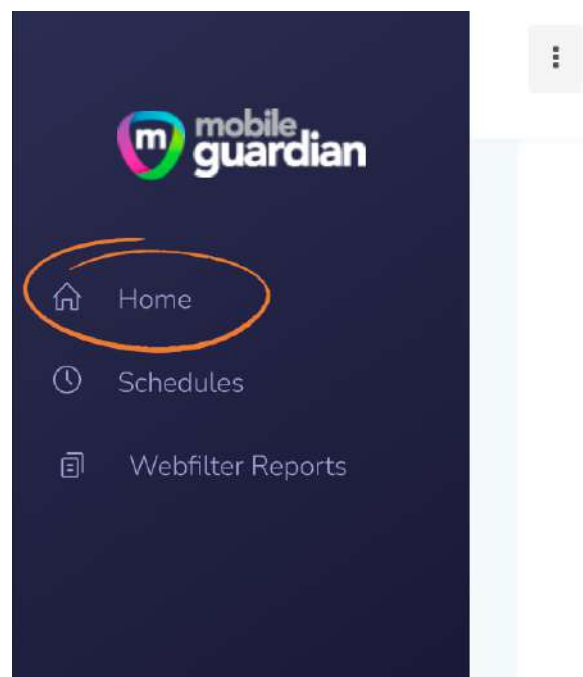 m
mobile
guardian
Home
Schedules
Webfilter Reports